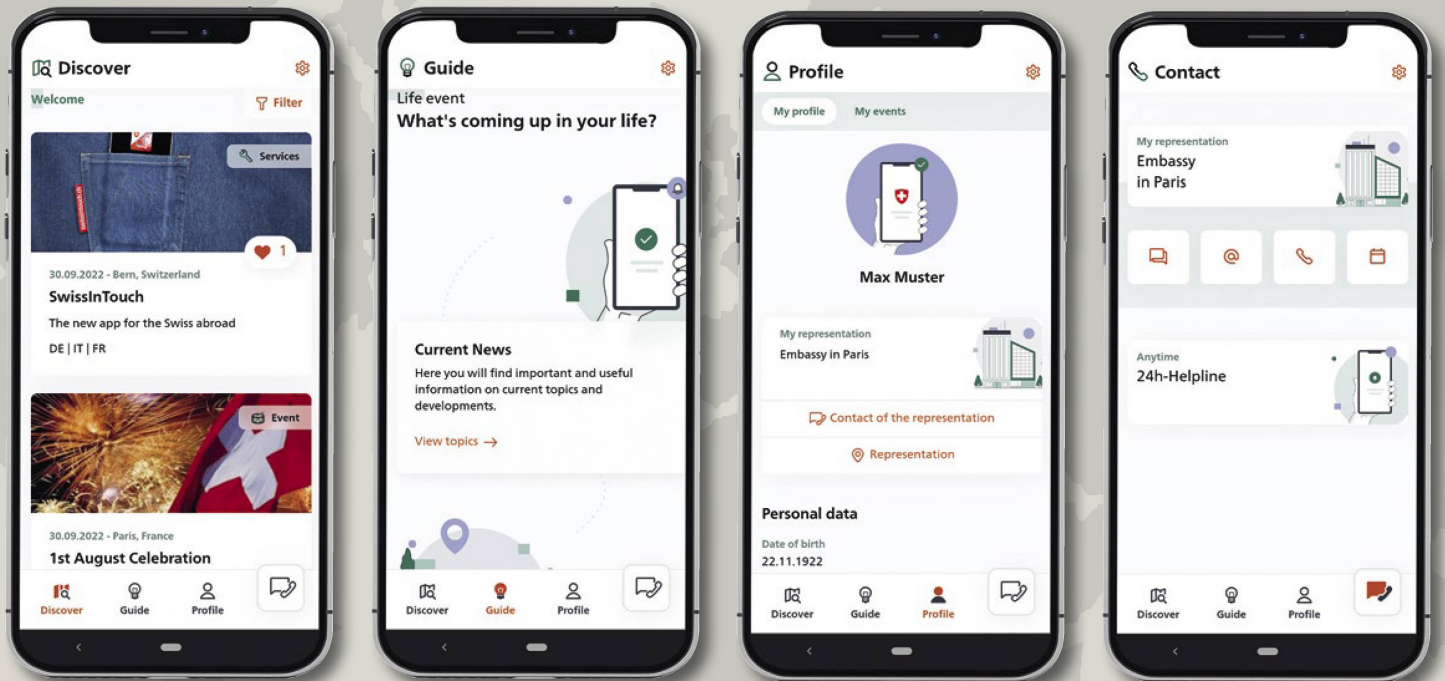 Discover
Welcome
Filter
Services
swissintouch.ch
1
30.09.2022 - Bern, Switzerland
SwissInTouch
The new app for the Swiss abroad
DE | IT | FR
Event
30.09.2022 - Paris, France
1st August Celebration
Discover
Guide
Profile
Guide
Life event
What's coming up in your life?
Current News
Here you will find important and useful
information on current topics and
developments.
View topics →
Discover
Guide
Profile
Profile
My profile
My events
Max Muster
My representation
Embassy in Paris
Contact of the representation
Representation
Personal data
Date of birth
22.11.1922
Discover
Guide
Profile
Contact
My representation
Embassy
in Paris
Anytime
24h-Helpline
Discover
Guide
Profile